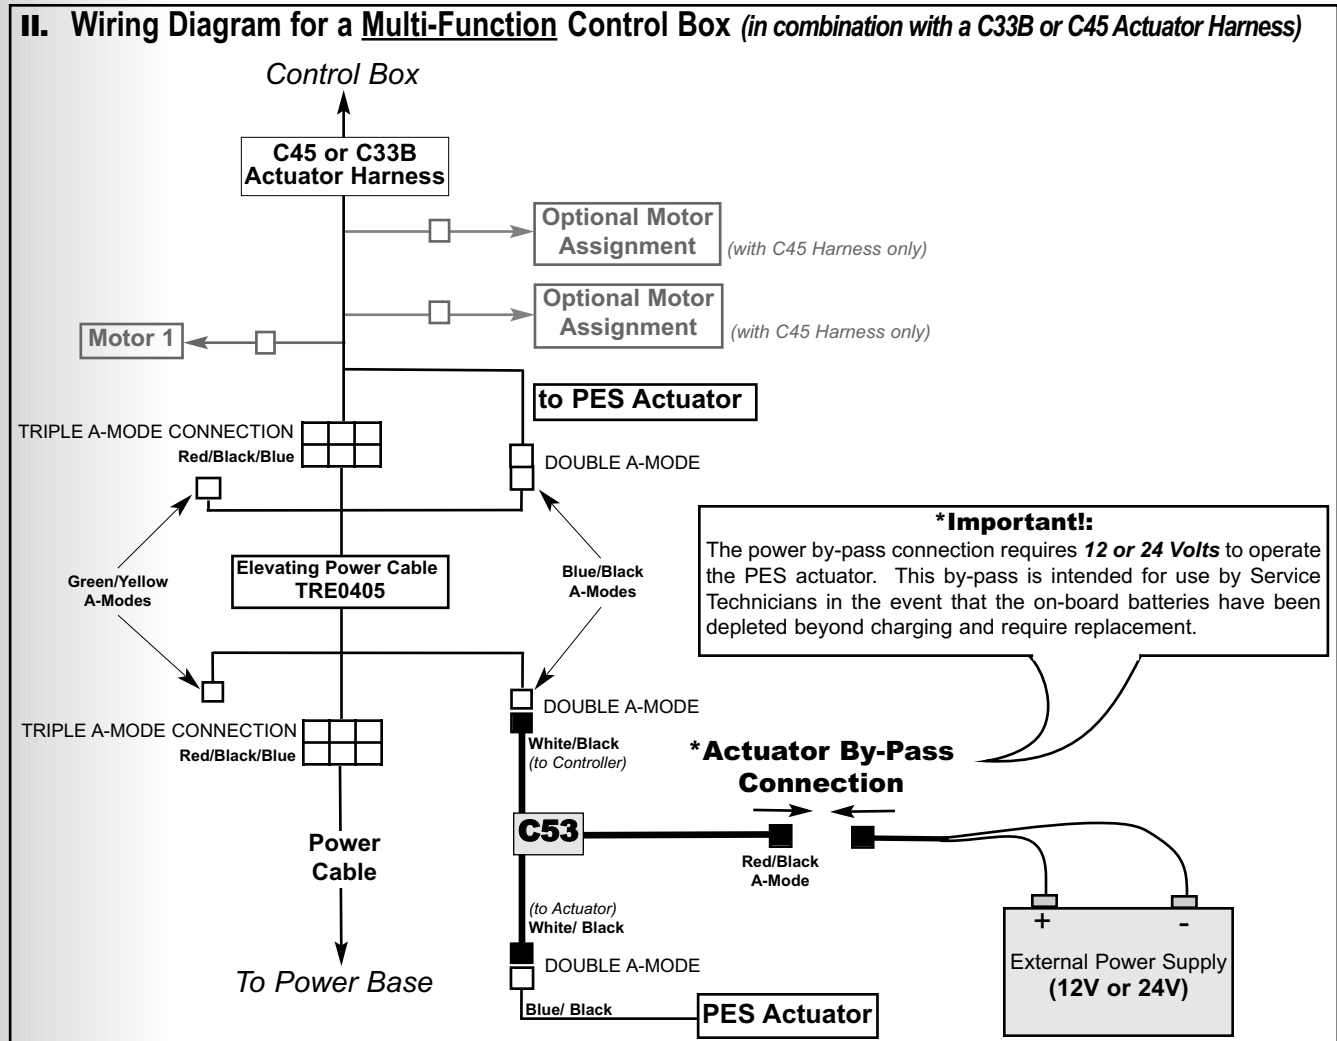 II. Wiring Diagram for a Multi-Function Control Box (in combination with a C33B or C45 Actuator Harness)
Control Box
C45 or C33B
Actuator Harness
Optional Motor
Assignment
(with C45 Harness only)
Optional Motor
Assignment
(with C45 Harness only)
Motor 1
to PES Actuator
TRIPLE A-MODE CONNECTION
Red/Black/Blue
DOUBLE A-MODE
*Important!:
The power by-pass connection requires 12 or 24 Volts to operate
the PES actuator. This by-pass is intended for use by Service
Technicians in the event that the on-board batteries have been
depleted beyond charging and require replacement.
Green/Yellow
A-Modes
Elevating Power Cable
TRE0405
Blue/Black
A-Modes
DOUBLE A-MODE
TRIPLE A-MODE CONNECTION
Red/Black/Blue
White/Black
(to Controller)
*Actuator By-Pass
Connection
C53
Power
Cable
Red/Black
A-Mode
(to Actuator)
White/ Black
+
-
External Power Supply
(12V or 24V)
DOUBLE A-MODE
To Power Base
Blue/ Black
PES Actuator